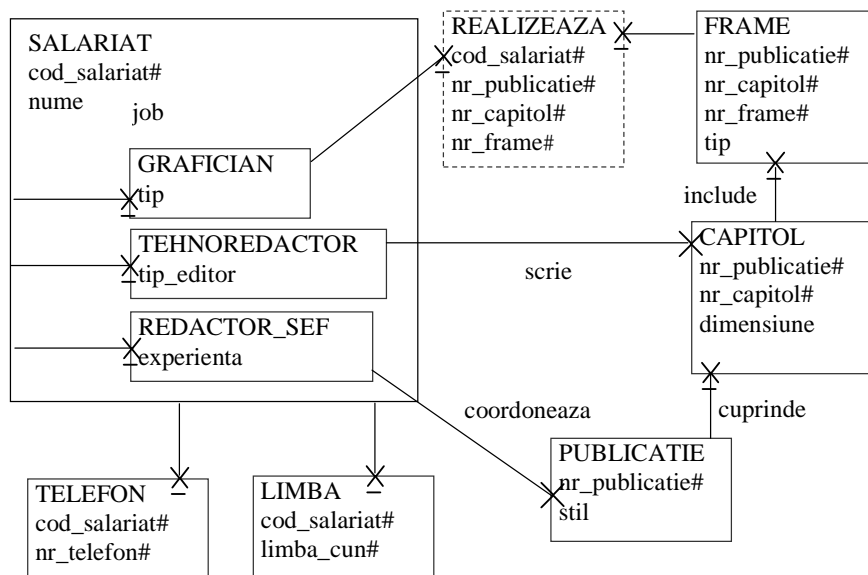 SALARIAT
cod_salariat#
nume
job
GRAFICIAN
tip
TEHNOREDACTOR
tip_editor
REDACTOR_SEF
experienta
REALIZEAZA
cod_salariat#
nr_publicatie#
nr_capitol#
nr_frame#
FRAME
nr_publicatie#
nr_capitol#
nr_frame#
tip
include
scrie
CAPITOL
nr_publicatie#
nr_capitol#
dimensiune
coordoneaza
cuprinde
PUBLICATIE
nr_publicatie#
stil
TELEFON
cod_salariat#
nr_telefon#
LIMBA
cod_salariat#
limba_cun#